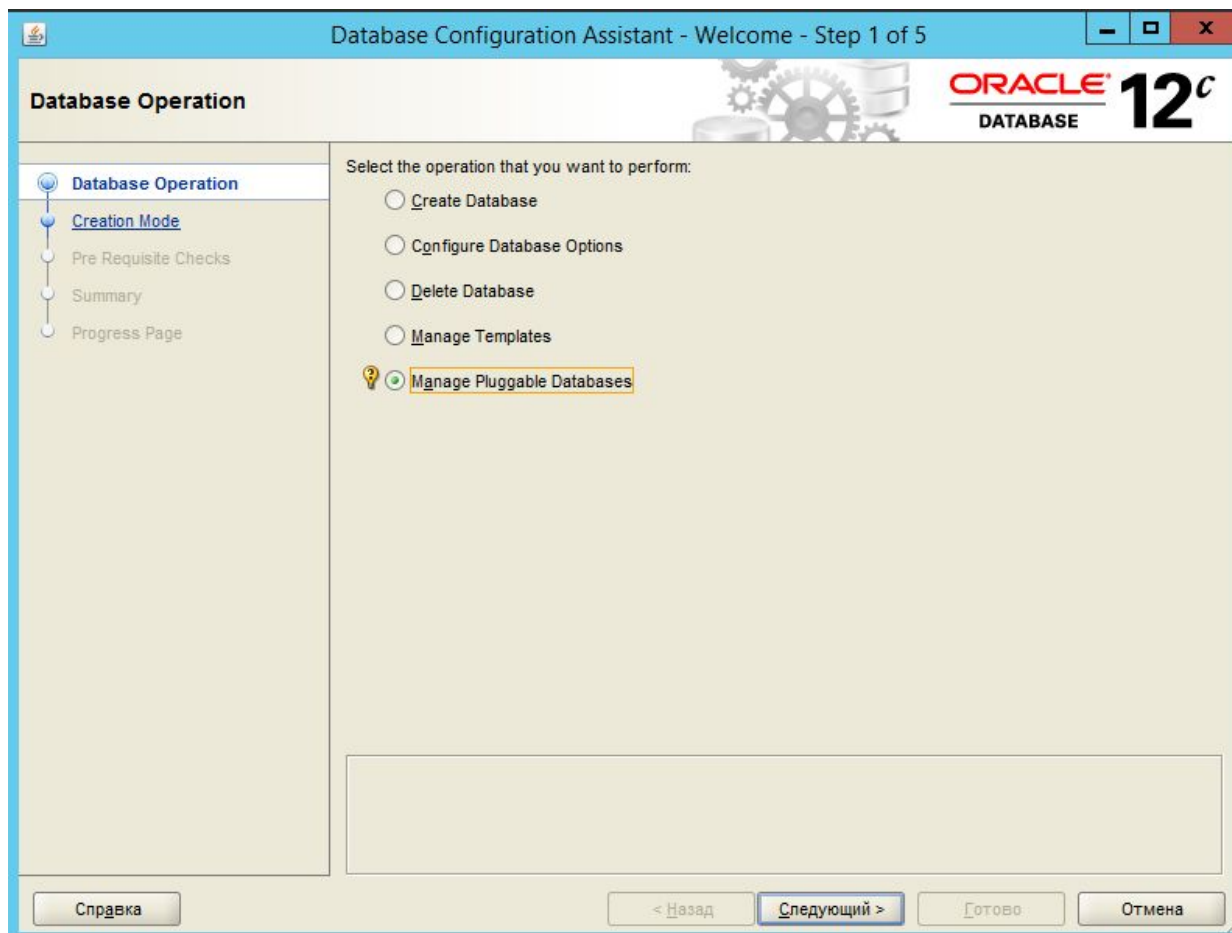 Database Configuration Assistant - Welcome - Step 1 of 5
Database Operation
ORACLE
DATABASE
12c
Database Operation
Creation Mode
Pre Requisite Checks
Summary
Progress Page
Select the operation that you want to perform:
Create Database
Configure Database Options
Delete Database
Manage Templates
Manage Pluggable Databases
Справка
< Назад
Следующий >
Готово
Отмена